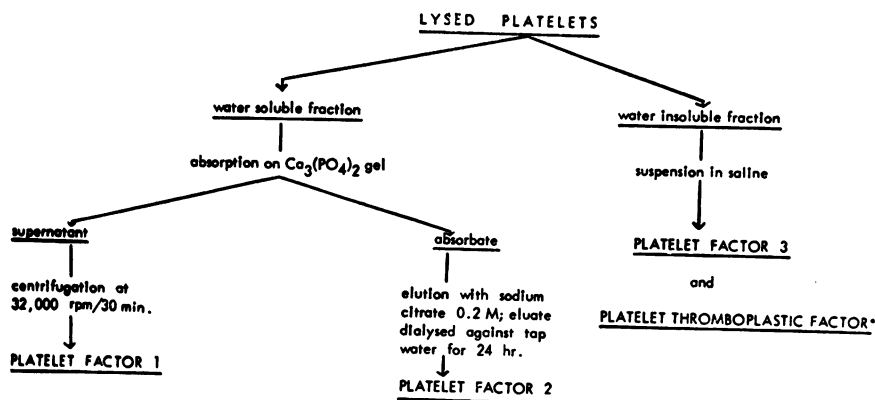 LYSED PLATELETS
water soluble fraction
water insoluble fraction
absorption on Ca3(PO4)2 gel
suspension in saline
supernatant
absorbate
PLATELET FACTOR 3
centrifugation at
32,000 rpm/30 min.
elution with sodium
citrate 0.2 M; eluate
dialysed against tap
water for 24 hr.
and
PLATELET THROMBOPLASTIC FACTOR*
PLATELET FACTOR 1
PLATELET FACTOR 2